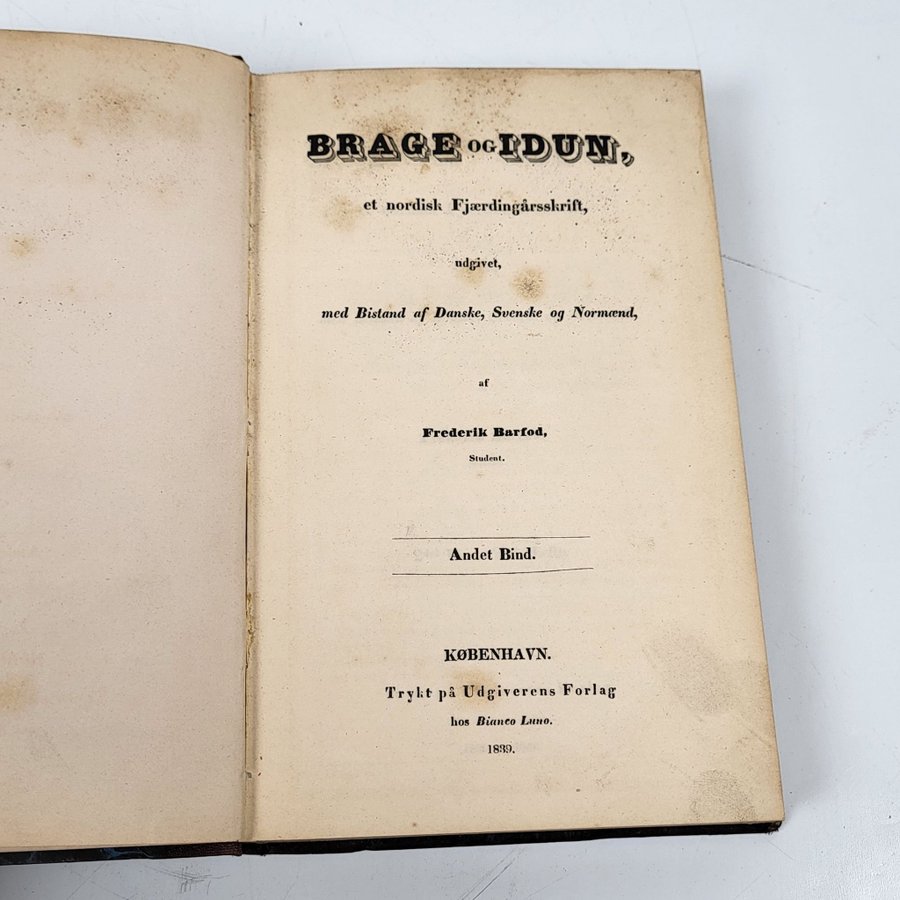 BRAGE OG IDUN,
et nordisk Fjærdingårsskrift,
udgivet,
med Bistand af Danske, Svenske og Normænd,
af
Frederik Barfod,
Student.
Andet Bind.
KØBENHAVN.
Trykt på Udgiverens Forlag
hos Bianco Luno.
1839.